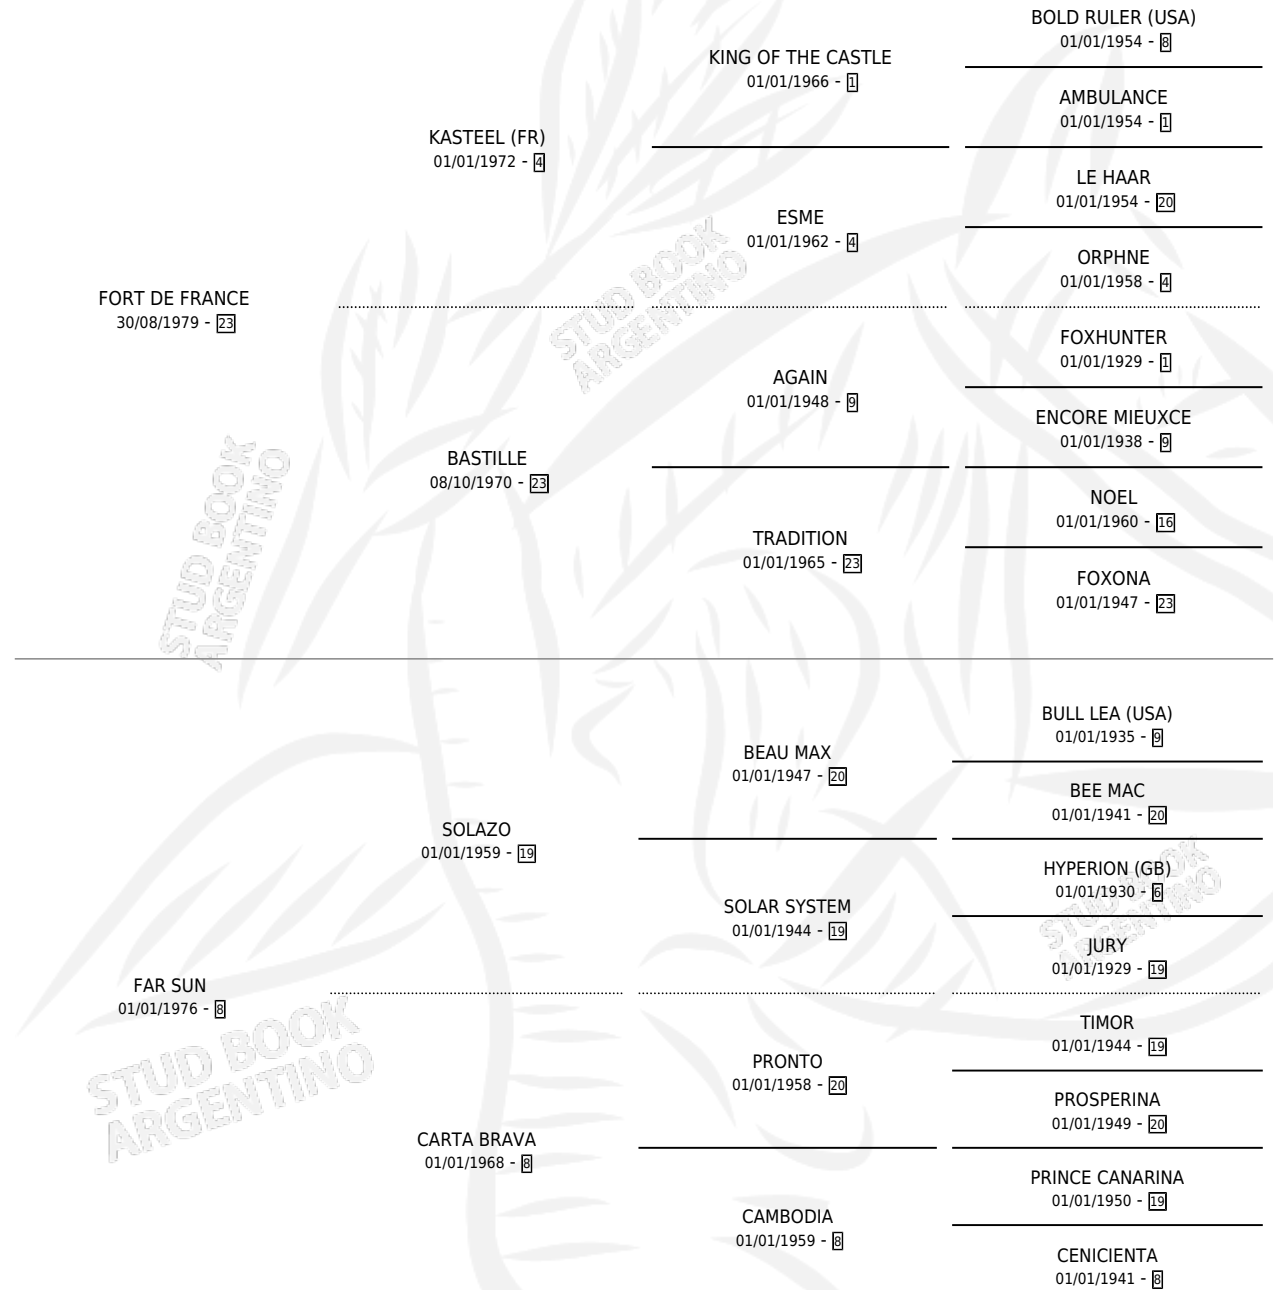 BOLD RULER (USA)
01/01/1954 - 8
KING OF THE CASTLE
01/01/1966 - 1
AMBULANCE
01/01/1954 - 1
KASTEEL (FR)
01/01/1972 - 4
LE HAAR
01/01/1954 - 20
ESME
01/01/1962 - 4
ORPHNE
01/01/1958 - 4
FORT DE FRANCE
30/08/1979 - 23
FOXHUNTER
01/01/1929 - 1
AGAIN
01/01/1948 - 9
ENCORE MIEUXCE
01/01/1938 - 9
BASTILLE
08/10/1970 - 23
NOEL
01/01/1960 - 16
TRADITION
01/01/1965 - 23
FOXONA
01/01/1947 - 23
BULL LEA (USA)
01/01/1935 - 9
BEAU MAX
01/01/1947 - 20
BEE MAC
01/01/1941 - 20
SOLAZO
01/01/1959 - 19
HYPERION (GB)
01/01/1930 - 6
SOLAR SYSTEM
01/01/1944 - 19
JURY
01/01/1929 - 19
FAR SUN
01/01/1976 - 8
TIMOR
01/01/1944 - 19
PRONTO
01/01/1958 - 20
PROSPERINA
01/01/1949 - 20
CARTA BRAVA
01/01/1968 - 8
PRINCE CANARINA
01/01/1950 - 19
CAMBODIA
01/01/1959 - 8
CENICIENTA
01/01/1941 - 8
STUD BOOK
ARGENTINO
STUD BOOK
ARGENTINO
STUD BOOK
ARGENTINO
STUD BOOK
ARGENTINO